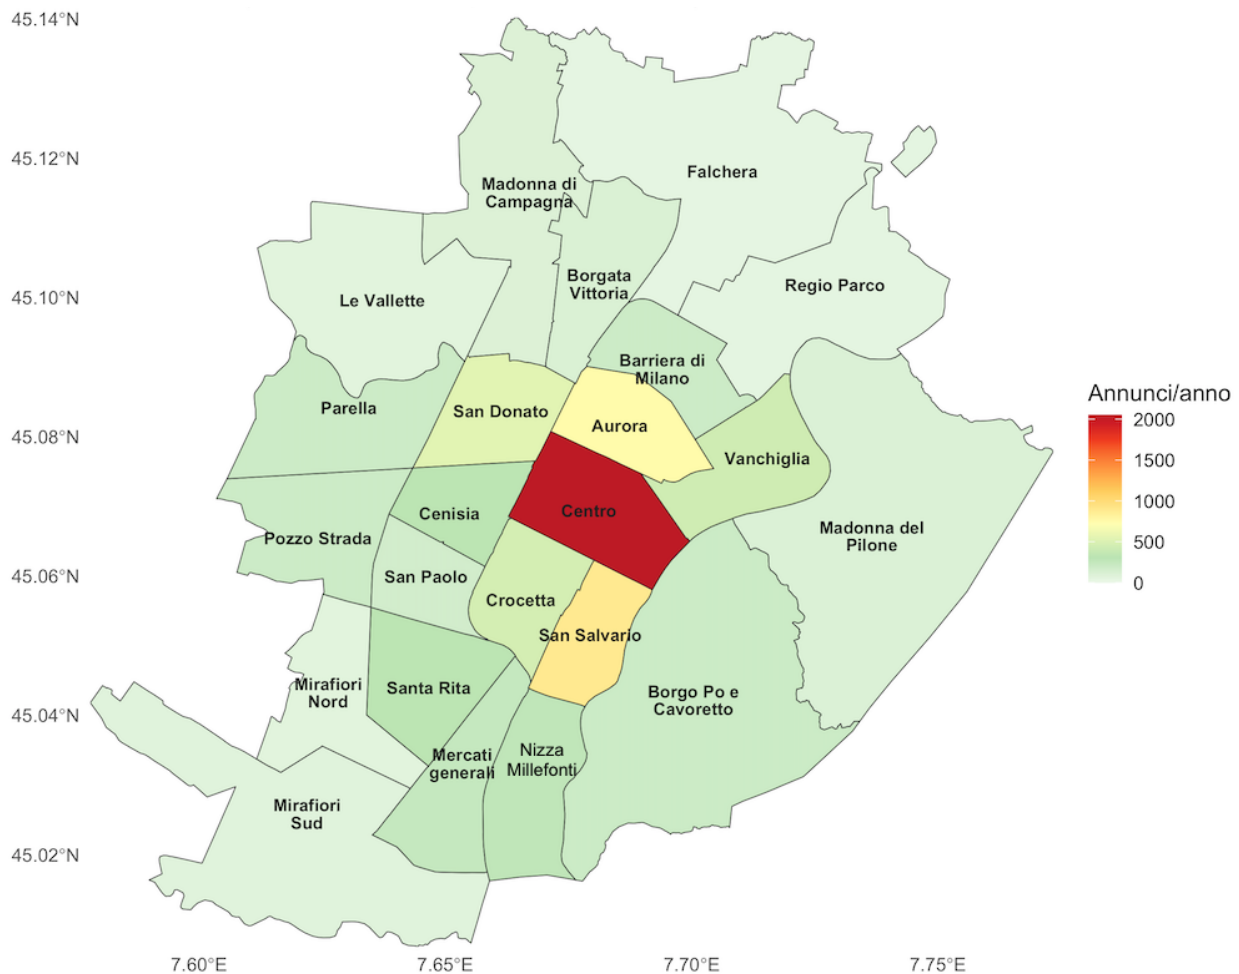 45.14°N
45.12°N
45.10°N
45.08°N
45.06°N
45.04°N
45.02°N
Falchera
Madonna di
Campagna
Borgata
Vittoria
Regio Parco
Le Vallette
Barriera di
Milano
Parella
San Donato
Aurora
Vanchiglia
Cenisia
Centro
Pozzo Strada
Madonna del
Pilone
San Paolo
Crocetta
San Salvario
Mirafiori
Nord
Santa Rita
Borgo Po e
Cavoretto
Mercati
generali
Nizza
Millefonti
Mirafiori
Sud
Annunci/anno
2000
1500
1000
500
0
7.60°E
7.65°E
7.70°E
7.75°E